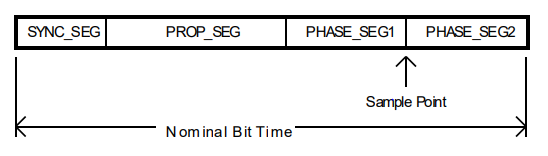 SYNC_SEG PROP_SEG PHASE_SEG1 PHASE_SEG2
Sample Point
Nominal Bit Time